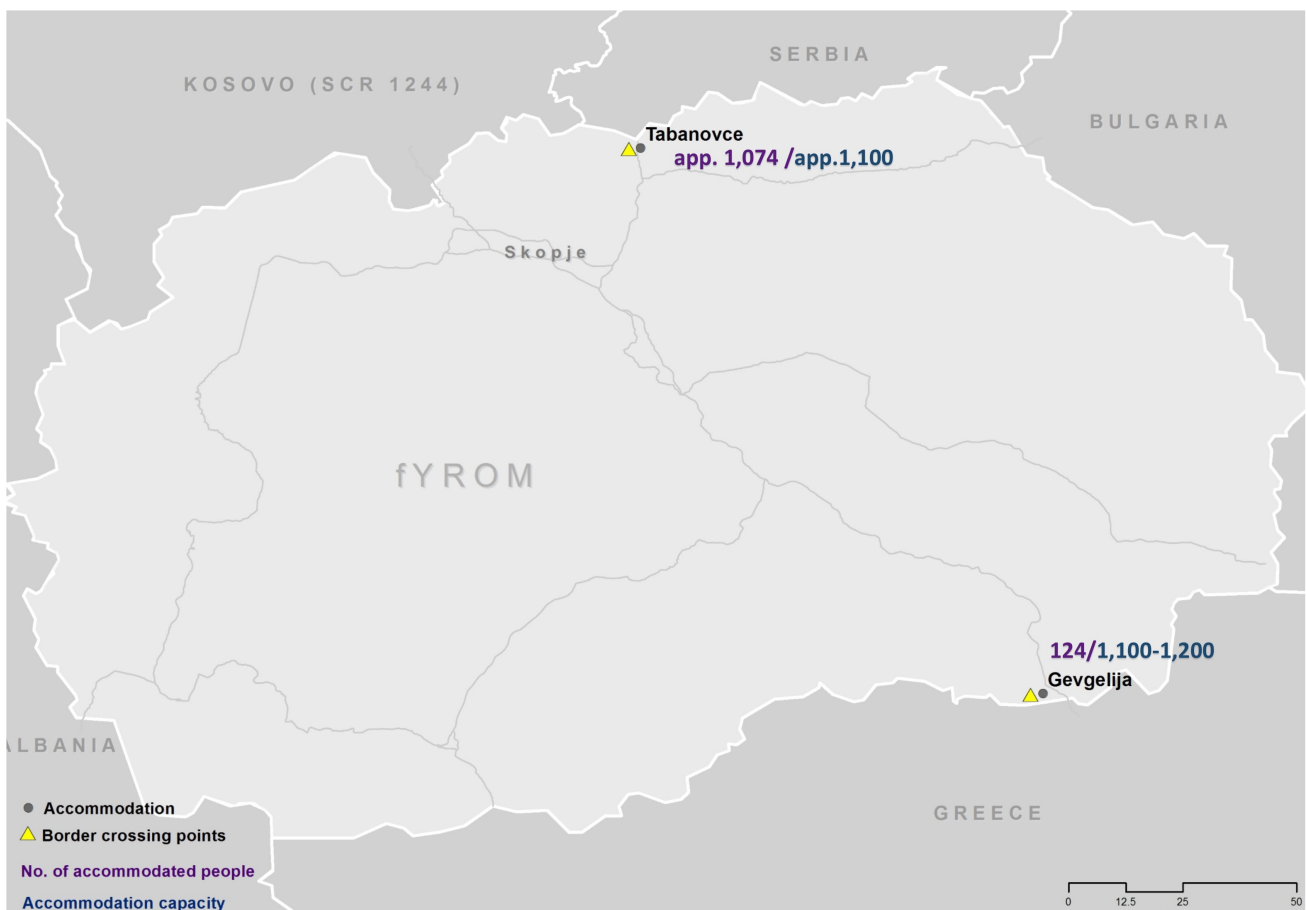 SERBIA
KOSOVO (SCR 1244)
BULGARIA
Tabanovce
app. 1,074 /app.1,100
Skopje
fYROM
124/1,100-1,200
Gevgelija
ALBANIA
Accommodation
GREECE
Border crossing points
No. of accommodated people
Accommodation capacity
0 12.5 25 50